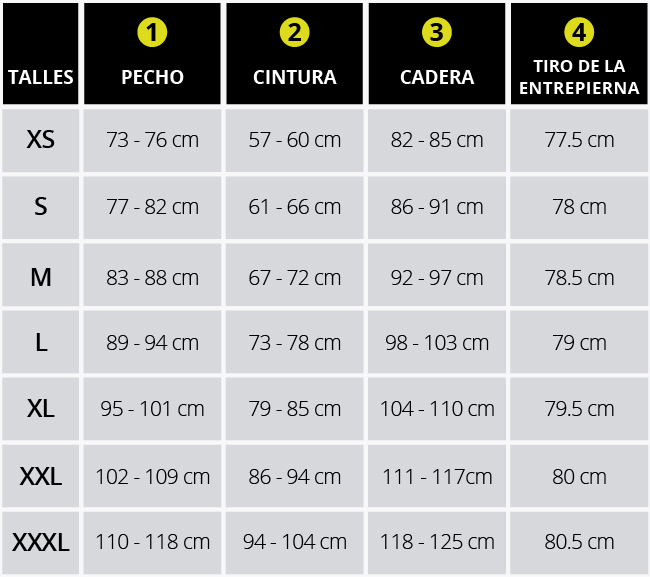 1 2 3 4
TALLES PECHO CINTURA CADERA TIRO DE LA
ENTREPIERNA
XS 73 - 76 cm 57 - 60 cm 82 - 85 cm 77.5 cm
S 77 - 82 cm 61 - 66 cm 86 - 91 cm 78 cm
M 83 - 88 cm 67 - 72 cm 92 - 97 cm 78.5 cm
L 89 - 94 cm 73 - 78 cm 98 - 103 cm 79 cm
XL 95 - 101 cm 79 - 85 cm 104 - 110 cm 79.5 cm
XXL 102 - 109 cm 86 - 94 cm 111 - 117cm 80 cm
XXXL 110 - 118 cm 94 - 104 cm 118 - 125 cm 80.5 cm